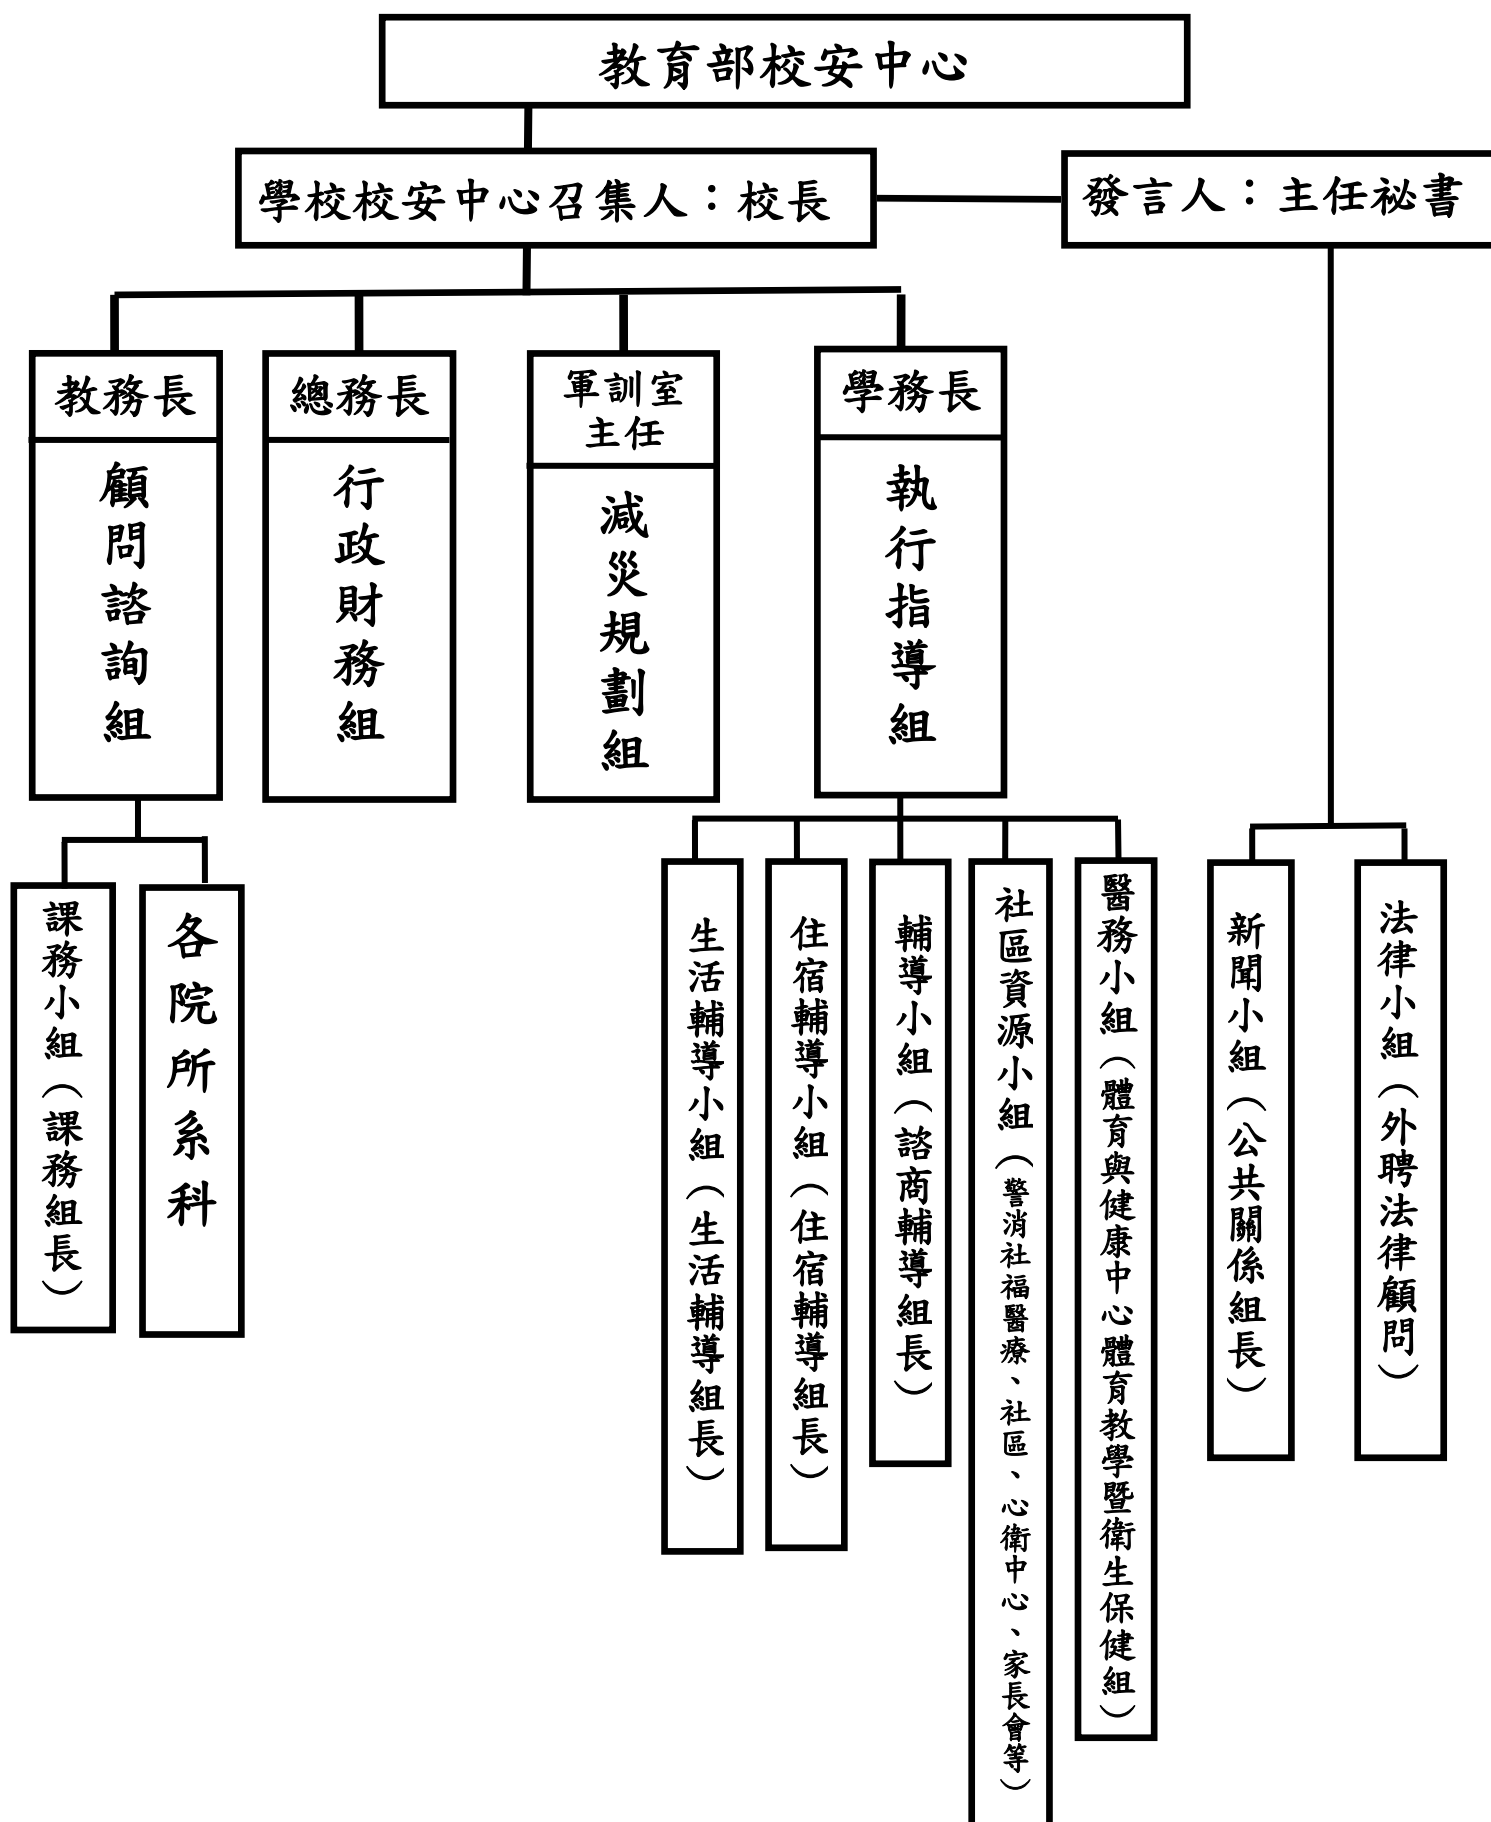 教育部校安中心
學校校安中心召集人：校長
發言人：主任祕書
教務長
顧問諮詢組
總務長
行政財務組
軍訓室
主任
減災規劃組
學務長
執行指導組
課務小組（課務組長）
各院所系科
生活輔導小組（生活輔導組長）
住宿輔導小組（住宿輔導組長）
輔導小組（諮商輔導組長）
社區資源小組（警消社福醫療、社區、心衛中心、家長會等）
醫務小組（體育與健康中心體育教學暨衛生保健組）
新聞小組（公共關係組長）
法律小組（外聘法律顧問）